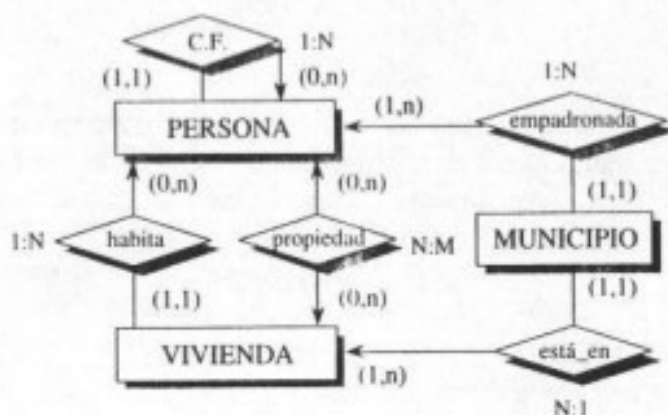 C.F.
1:N
(1,1)
(0,n)
1:N
PERSONA
(1,n)
empadronada
(0,n)
(0,n)
(1,1)
1:N
habita
propiedad
N:M
MUNICIPIO
(1,1)
(0,n)
(1,1)
VIVIENDA
(1,n)
está_en
N:1